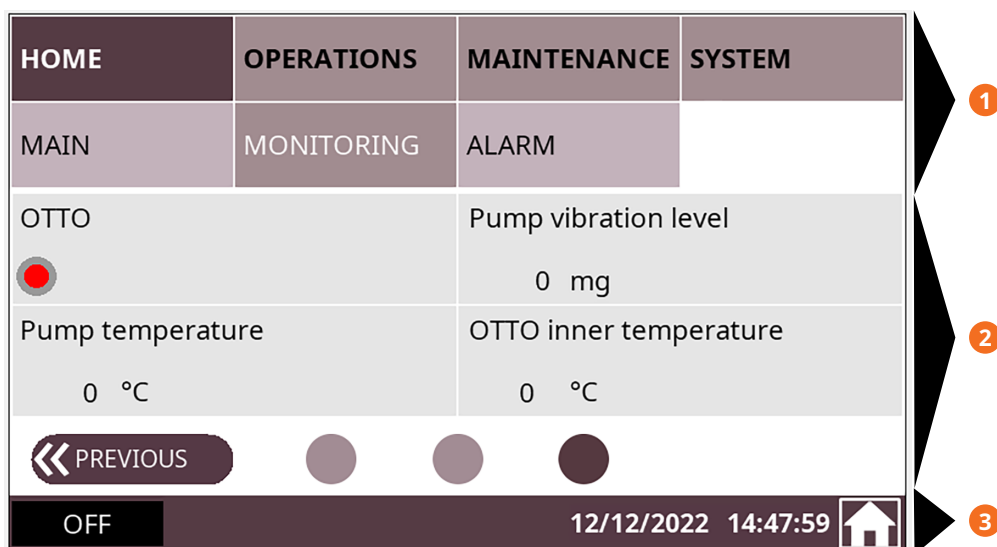 HOME OPERATIONS MAINTENANCE SYSTEM
1
MAIN MONITORING ALARM
OTTO Pump vibration level
0 mg
Pump temperature OTTO inner temperature
2
0 °C 0 °C
PREVIOUS
OFF 12/12/2022 14:47:59
3